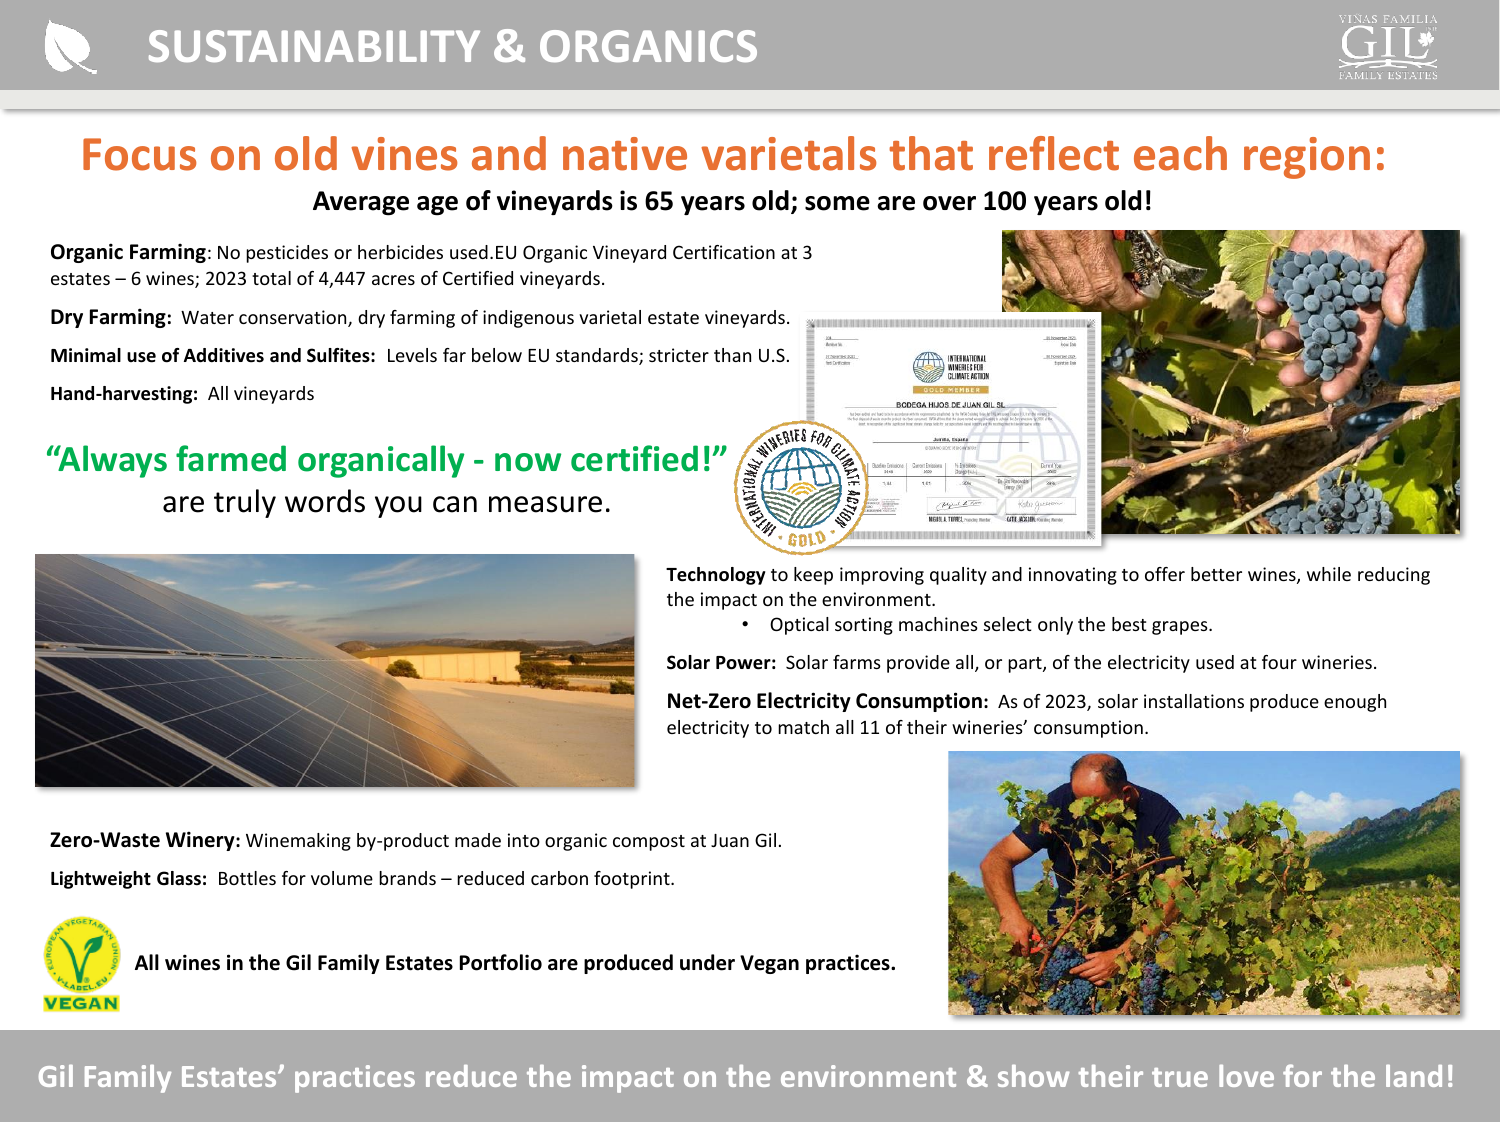 SUSTAINABILITY & ORGANICS
VIÑAS FAMILIA
GIL
FAMILY ESTATES
Focus on old vines and native varietals that reflect each region:
Average age of vineyards is 65 years old; some are over 100 years old!
Organic Farming: No pesticides or herbicides used.EU Organic Vineyard Certification at 3
estates – 6 wines; 2023 total of 4,447 acres of Certified vineyards.
Dry Farming: Water conservation, dry farming of indigenous varietal estate vineyards.
Minimal use of Additives and Sulfites: Levels far below EU standards; stricter than U.S.
Hand-harvesting: All vineyards
“Always farmed organically - now certified!”
are truly words you can measure.
INTERNATIONAL
WINERIES FOR
CLIMATE ACTION
GOLD MEMBER
BODEGA HIJOS DE JUAN GIL SL
Jumilla, España
MIGUEL A. TORRES,
INTERNATIONAL WINERIES FOR CLIMATE ACTION
GOLD
Technology to keep improving quality and innovating to offer better wines, while reducing
the impact on the environment.
• Optical sorting machines select only the best grapes.
Solar Power: Solar farms provide all, or part, of the electricity used at four wineries.
Net-Zero Electricity Consumption: As of 2023, solar installations produce enough
electricity to match all 11 of their wineries’ consumption.
Zero-Waste Winery: Winemaking by-product made into organic compost at Juan Gil.
Lightweight Glass: Bottles for volume brands – reduced carbon footprint.
EUROPEAN VEGETARIAN UNION
V-LABEL.EU
VEGAN
All wines in the Gil Family Estates Portfolio are produced under Vegan practices.
Gil Family Estates’ practices reduce the impact on the environment & show their true love for the land!